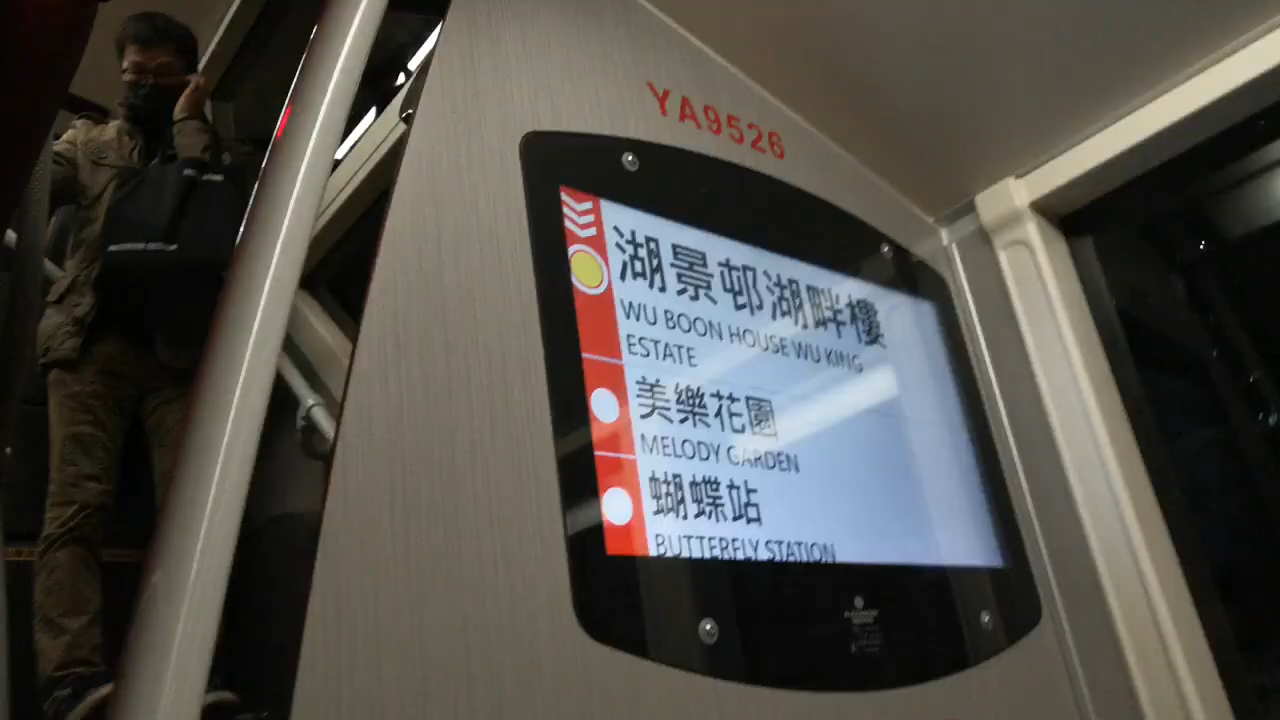 YA9526
湖景邨湖畔樓
WU BOON HOUSE WU KING
ESTATE
美樂花園
MELODY GARDEN
蝴蝶站
BUTTERFLY STATION